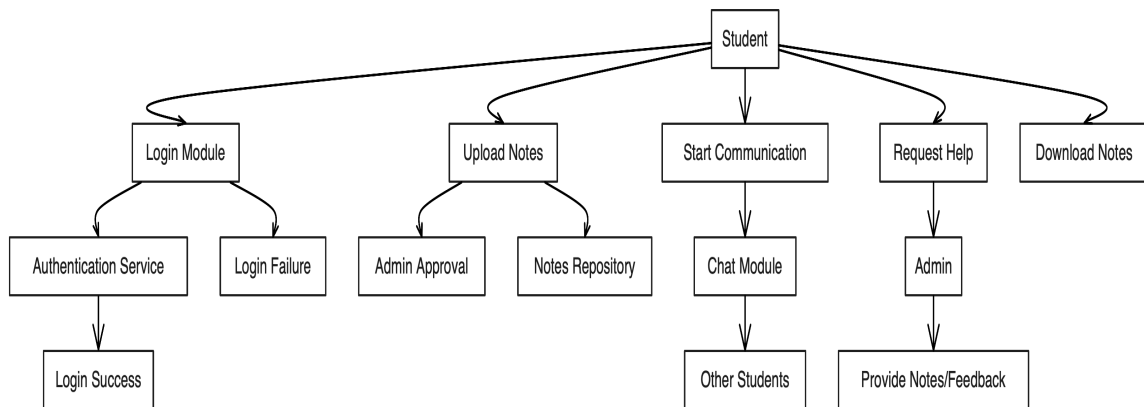 Student
Login Module
Upload Notes
Start Communication
Request Help
Download Notes
Authentication Service
Login Failure
Admin Approval
Notes Repository
Chat Module
Admin
Login Success
Other Students
Provide Notes/Feedback